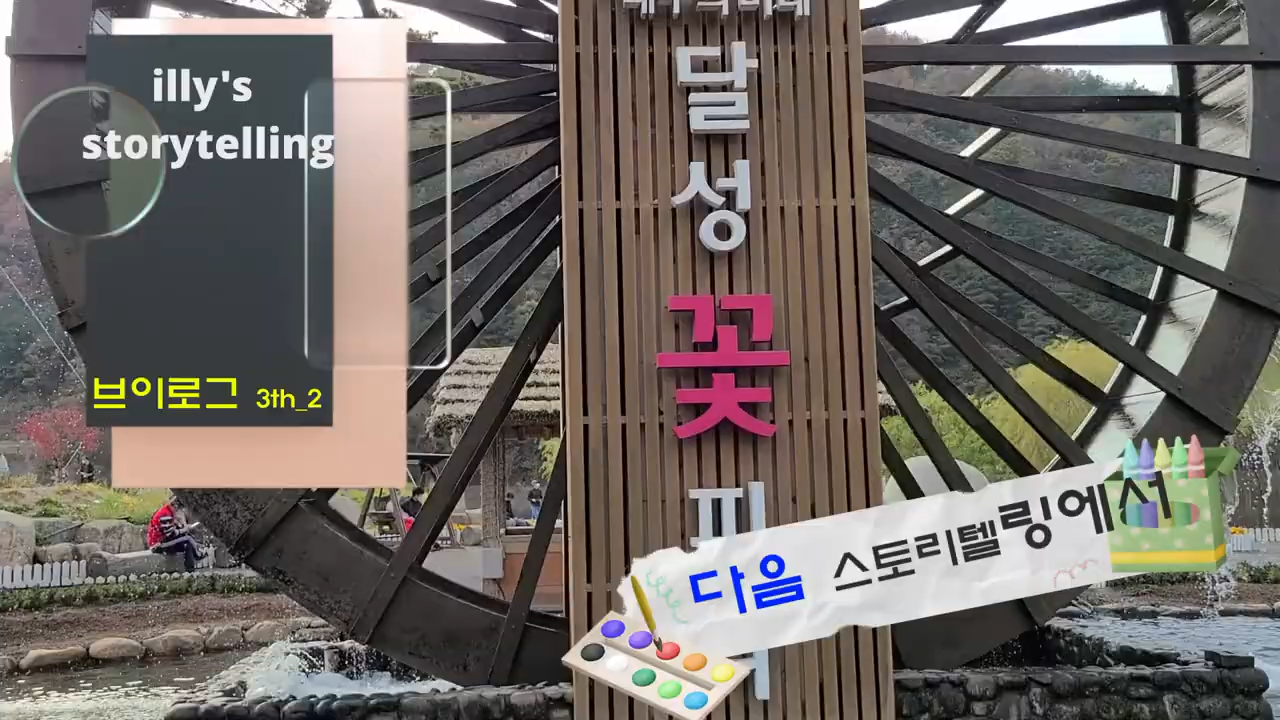 illy's
storytelling
브이로그 3th_2
달
성
꽃
피
다음 스토리텔링에서